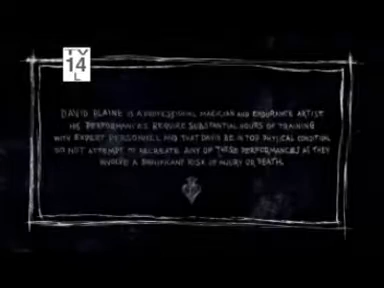 TV
14
L
DAVID BLAINE IS A PROFESSIONAL MAGICIAN AND ENDURANCE ARTIST
HIS PERFORMANCES REQUIRE SUBSTANTIAL HOURS OF TRAINING
WITH EXPERT PERSONNEL AND THAT DAVID BE IN TOP PHYSICAL CONDITION.
DO NOT ATTEMPT TO RECREATE ANY OF THESE PERFORMANCES AS THEY
INVOLVE A SIGNIFICANT RISK OF INJURY OR DEATH.